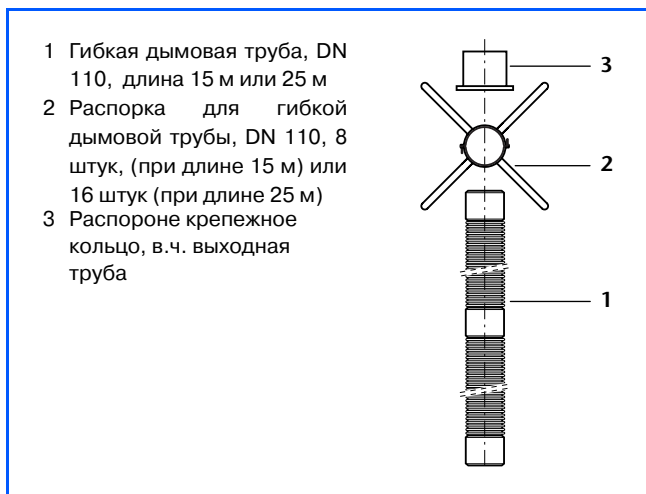 1 Гибкая дымовая труба, DN
110, длина 15 м или 25 м
2 Распорка для гибкой
дымовой трубы, DN 110, 8
штук, (при длине 15 м) или
16 штук (при длине 25 м)
3 Распороне крепежное
кольцо, в.ч. выходная
труба
3
2
1